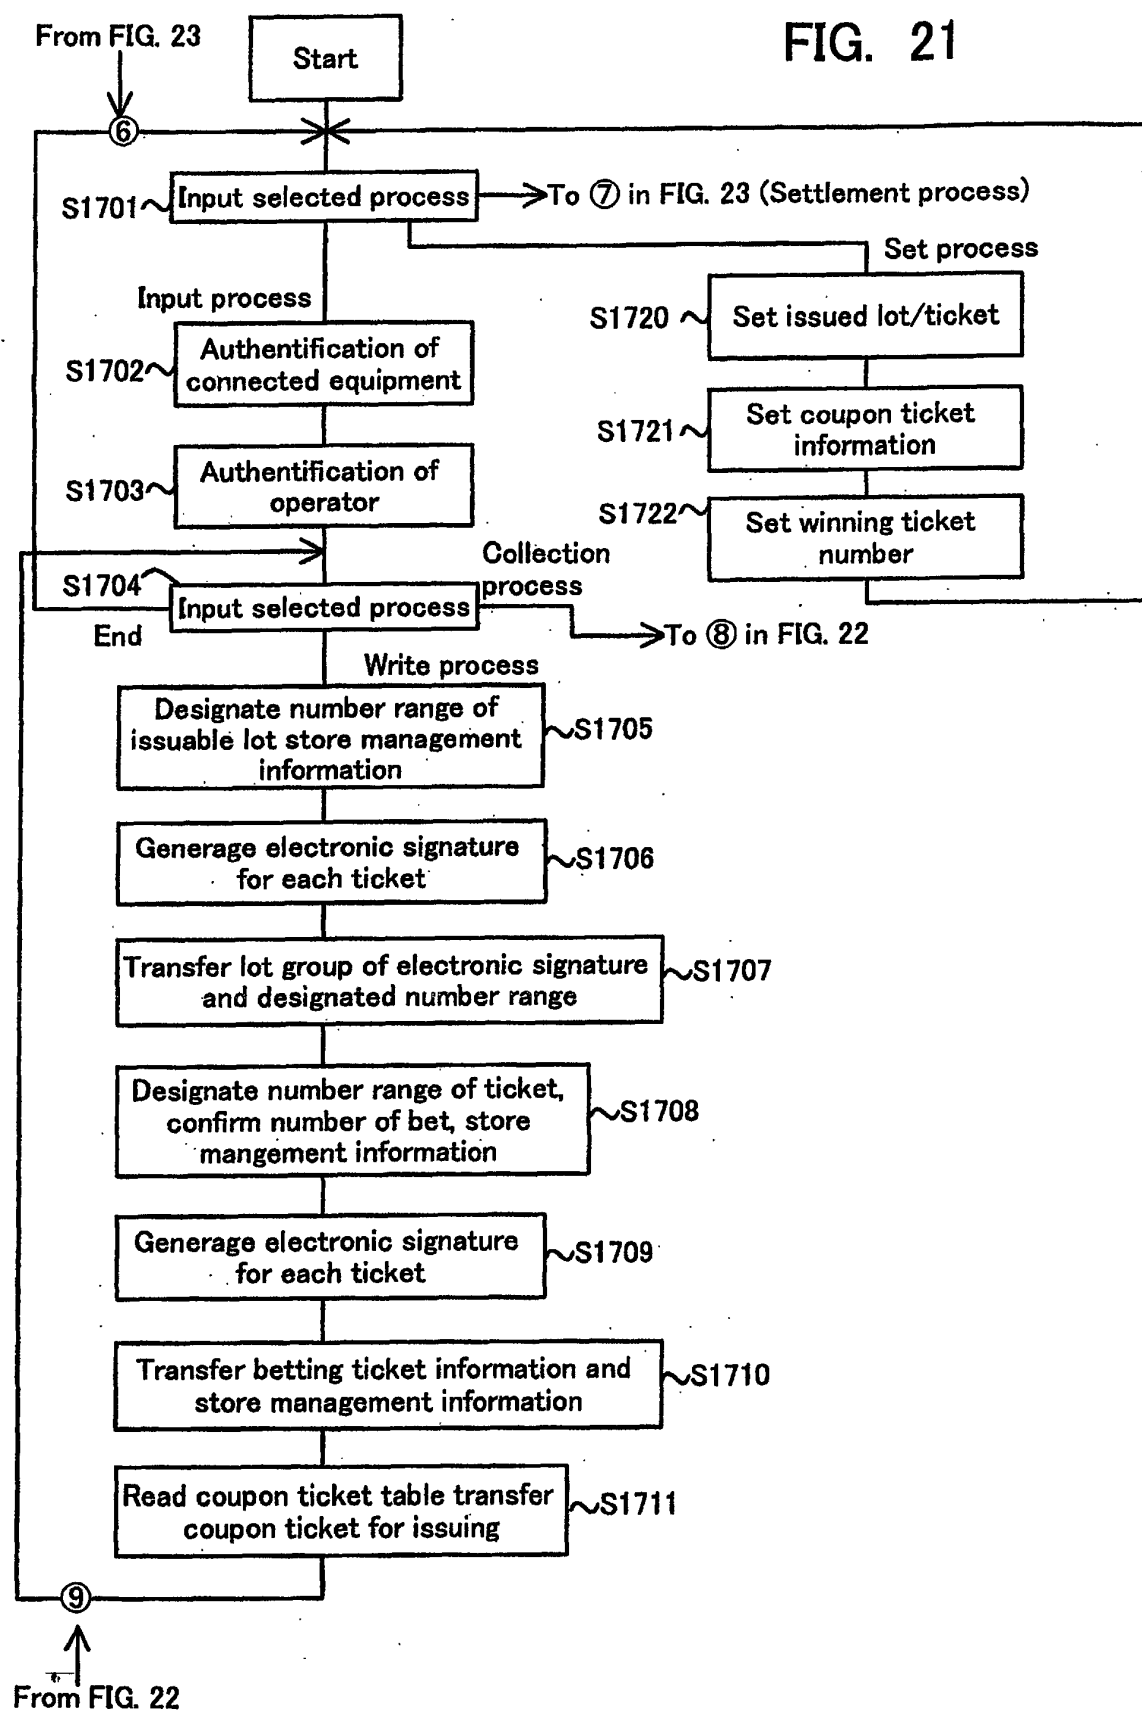 From FIG. 23
Start
FIG. 21
⑥
S1701
Input selected process
To ⑦ in FIG. 23 (Settlement process)
Set process
Input process
S1720
Set issued lot/ticket
S1702
Authentification of
connected equipment
S1721
Set coupon ticket
information
S1703
Authentification of
operator
S1722
Set winning ticket
number
Collection
process
S1704
Input selected process
End
To ⑧ in FIG. 22
Write process
Designate number range of
issuable lot store management
information
S1705
Generage electronic signature
for each ticket
S1706
Transfer lot group of electronic signature
and designated number range
S1707
Designate number range of ticket,
confirm number of bet, store
mangement information
S1708
Generage electronic signature
for each ticket
S1709
Transfer betting ticket information and
store management information
S1710
Read coupon ticket table transfer
coupon ticket for issuing
S1711
⑨
From FIG. 22